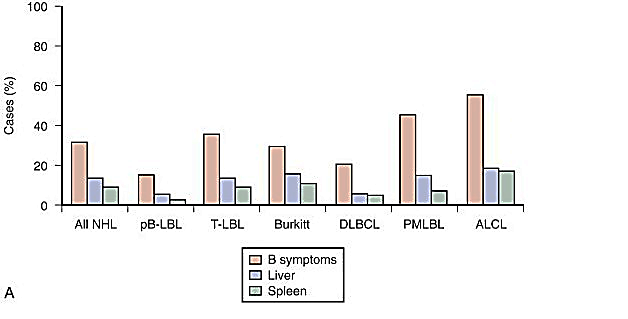 100
80
60
40
20
0
Cases (%)
All NHL pB-LBL T-LBL Burkitt DLBCL PMLBL ALCL
B symptoms
Liver
Spleen
A